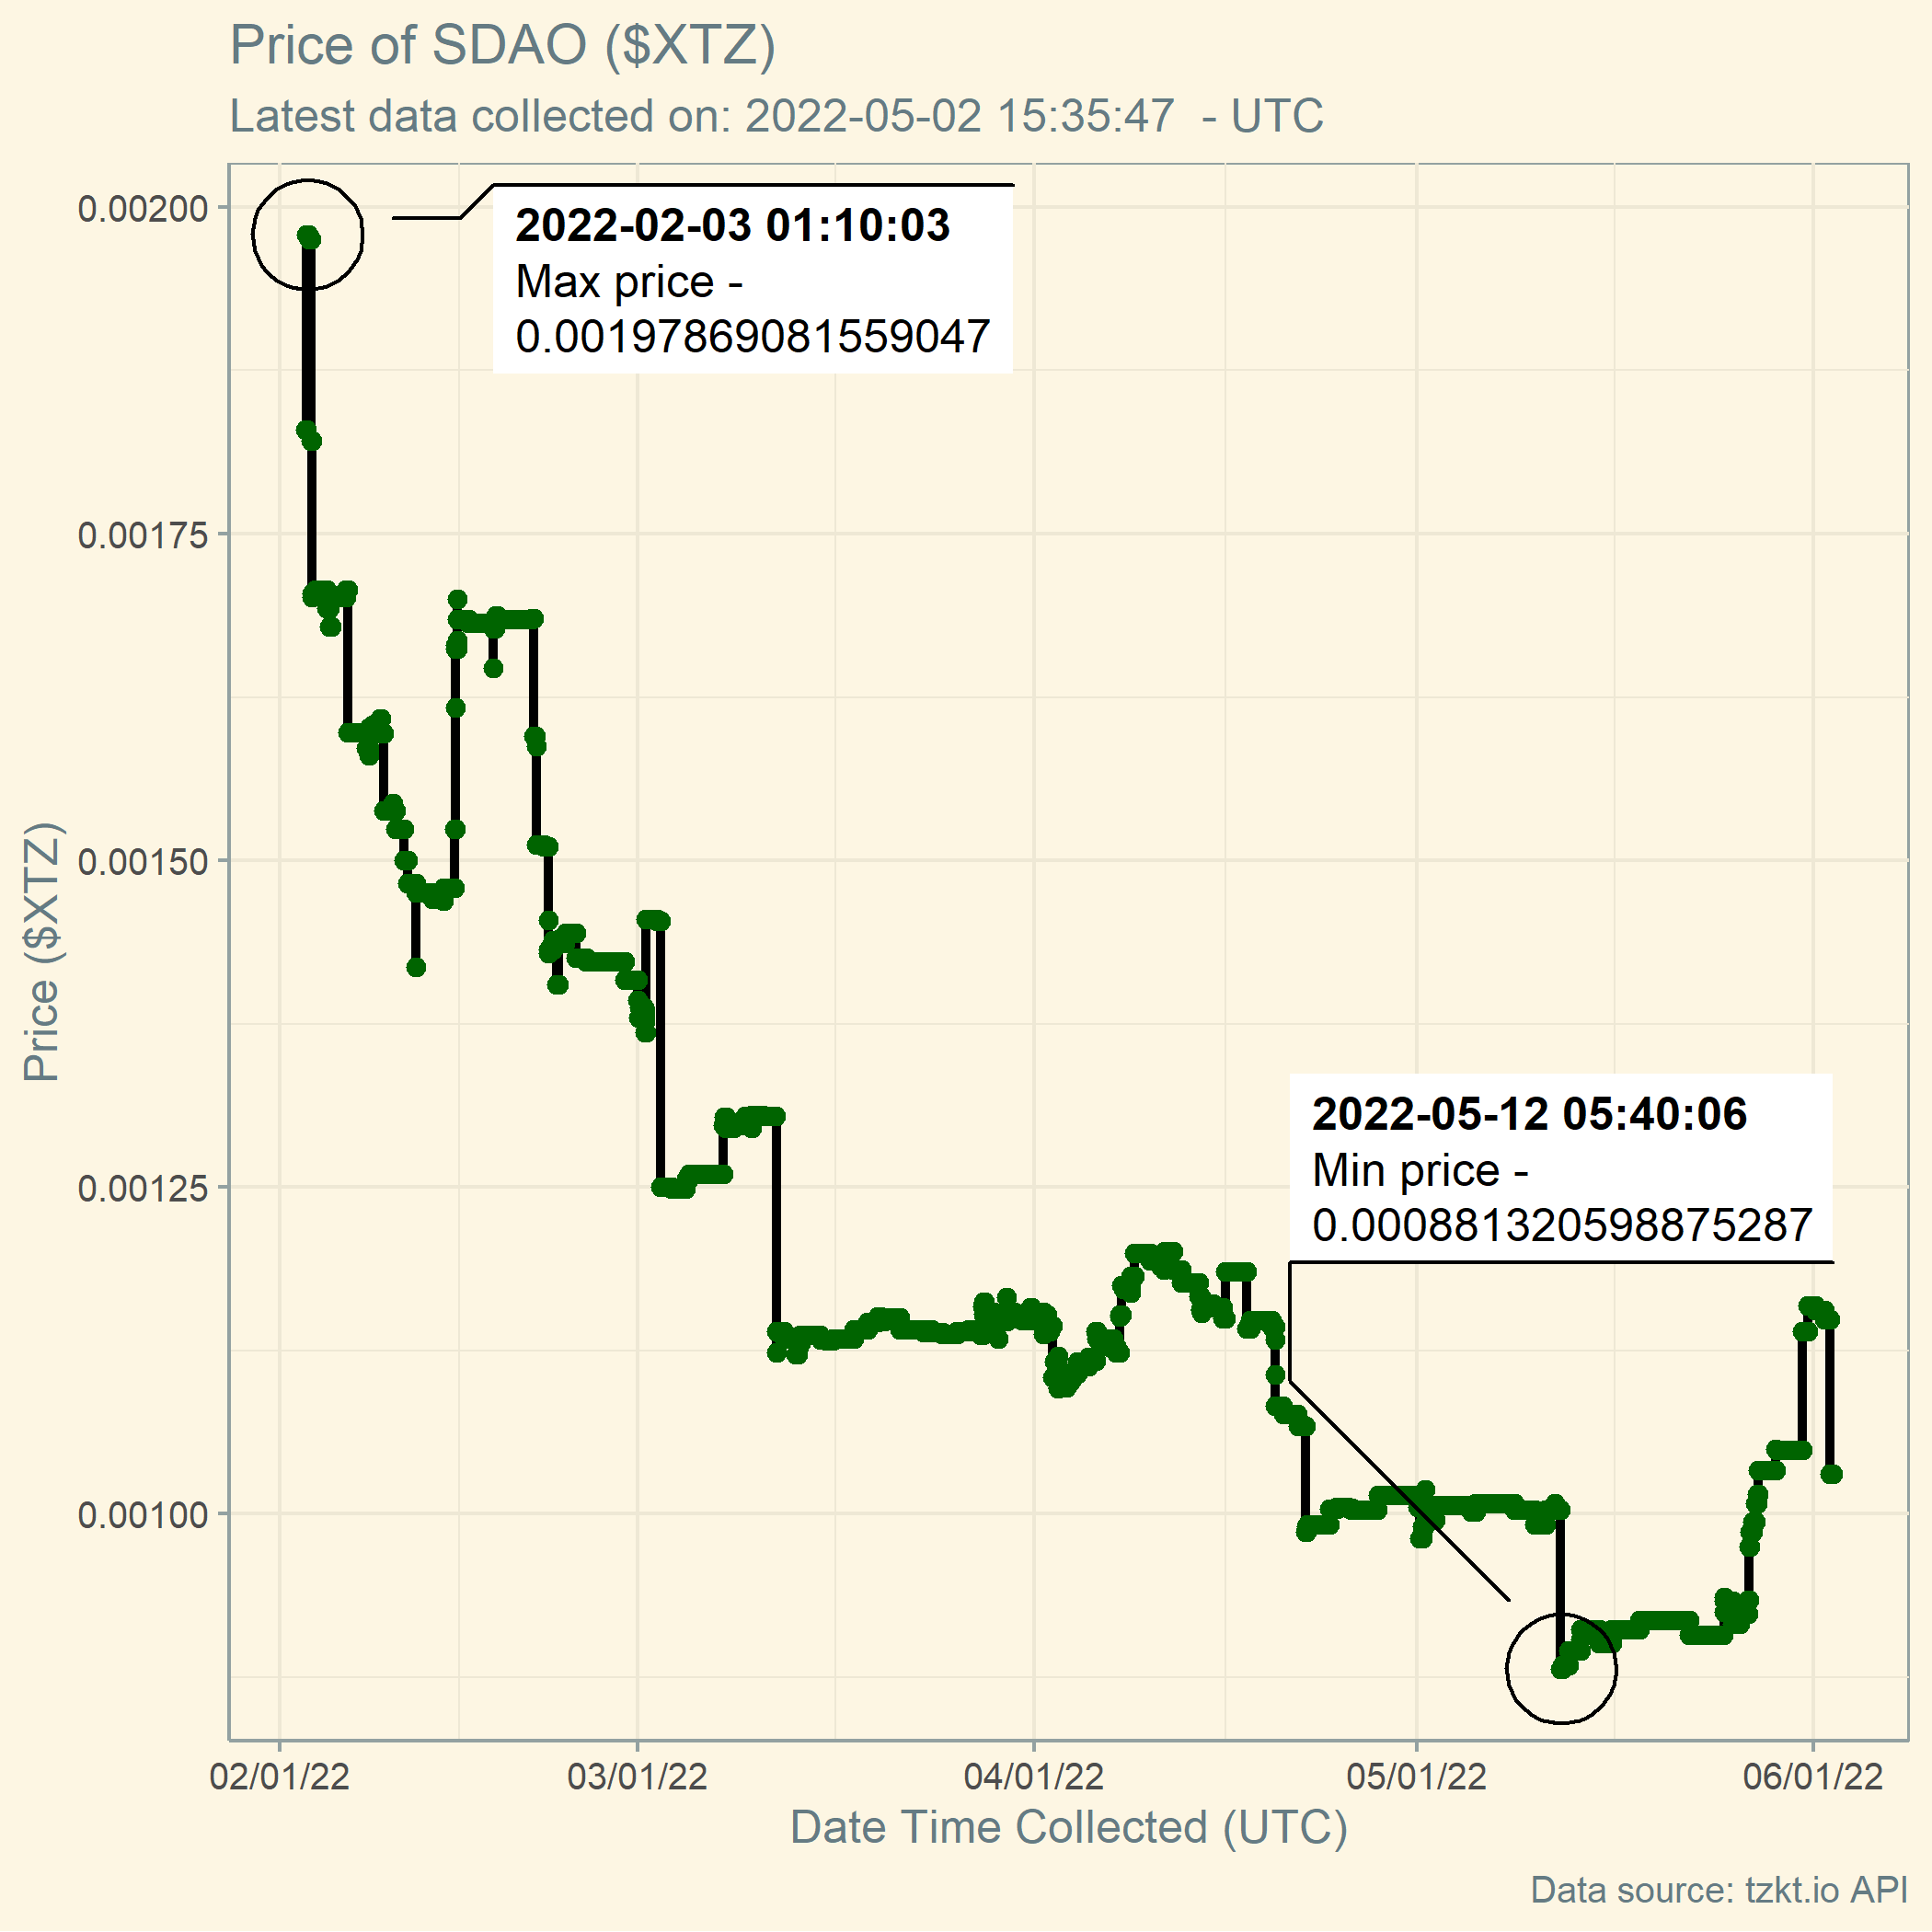 Price of SDAO ($XTZ)
Latest data collected on: 2022-05-02 15:35:47  - UTC
0.00200
0.00175
0.00150
0.00125
0.00100
Price ($XTZ)
2022-02-03 01:10:03
Max price -
0.00197869081559047
2022-05-12 05:40:06
Min price -
0.000881320598875287
02/01/22
03/01/22
04/01/22
05/01/22
06/01/22
Date Time Collected (UTC)
Data source: tzkt.io API